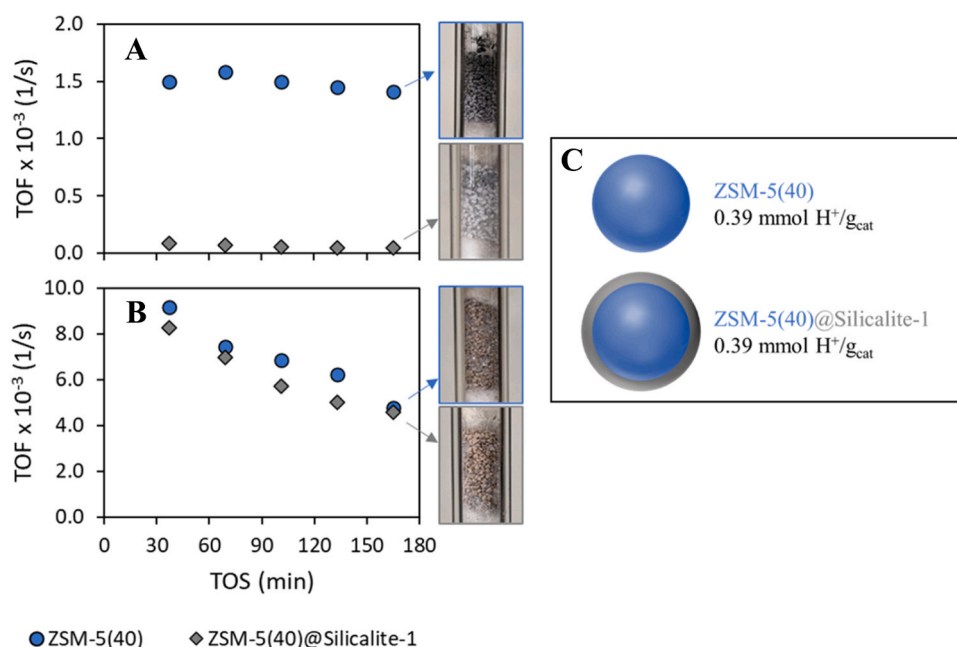 A
TOF x 10⁻³ (1/s)
2.0
1.5
1.0
0.5
0.0
B
TOF x 10⁻³ (1/s)
10.0
8.0
6.0
4.0
2.0
0.0
0 30 60 90 120 150 180
TOS (min)
ZSM-5(40) ZSM-5(40)@Silicalite-1
C
ZSM-5(40)
0.39 mmol H⁺/gcat
ZSM-5(40)@Silicalite-1
0.39 mmol H⁺/gcat